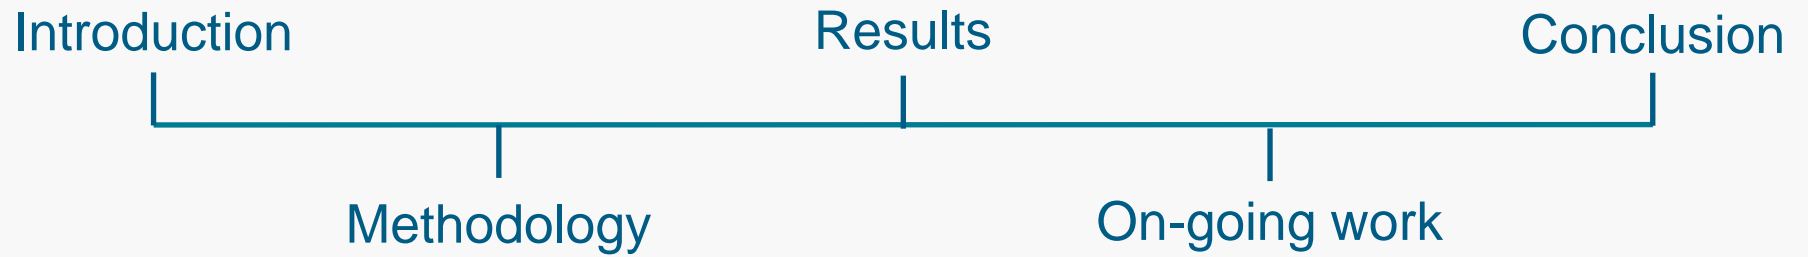 Introduction
Methodology
Results
On-going work
Conclusion